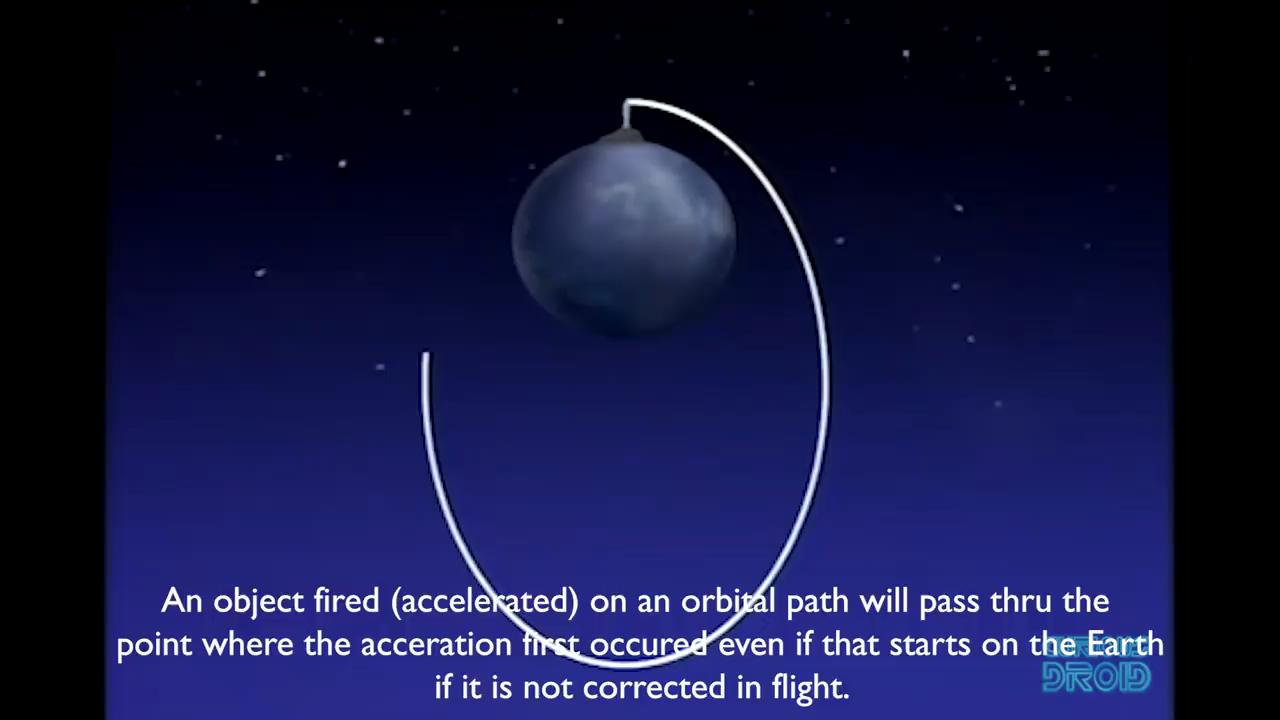 An object fired (accelerated) on an orbital path will pass thru the
point where the acceration first occured even if that starts on the Earth
if it is not corrected in flight.
DROID